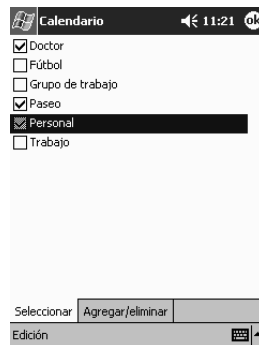 Calendario 11:21 ok
Doctor
Fútbol
Grupo de trabajo
Paseo
Personal
Trabajo
Seleccionar Agregar/eliminar
Edición